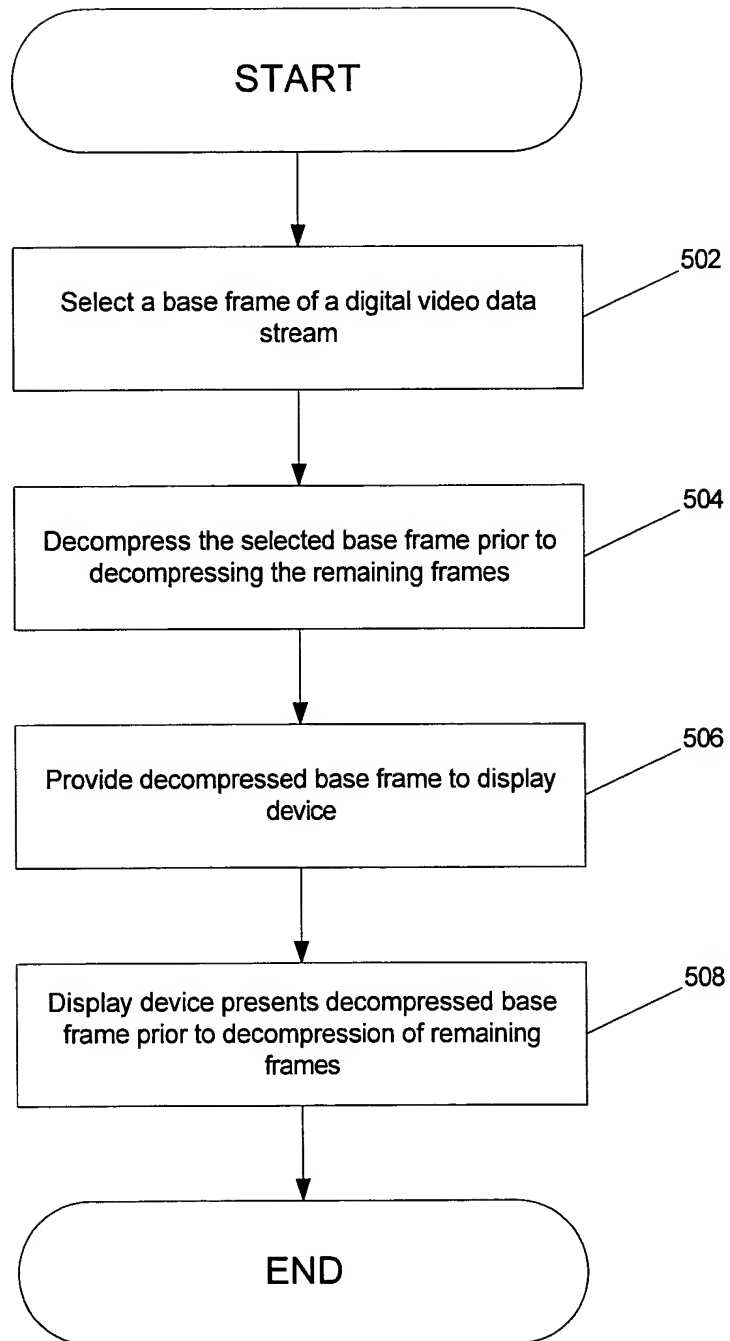 START
502
Select a base frame of a digital video data
stream
504
Decompress the selected base frame prior to
decompressing the remaining frames
506
Provide decompressed base frame to display
device
508
Display device presents decompressed base
frame prior to decompression of remaining
frames
END